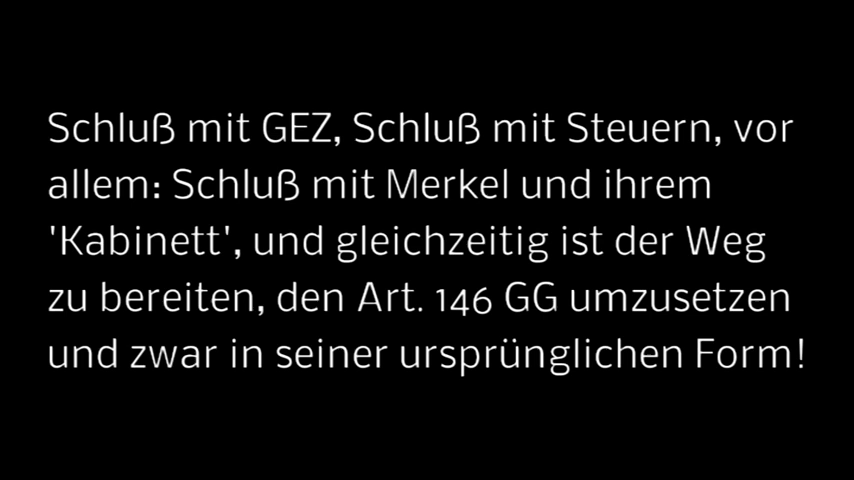 Schluß mit GEZ, Schluß mit Steuern, vor
allem: Schluß mit Merkel und ihrem
'Kabinett', und gleichzeitig ist der Weg
zu bereiten, den Art. 146 GG umzusetzen
und zwar in seiner ursprünglichen Form!